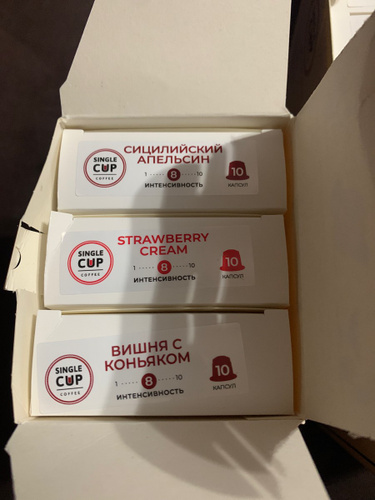 SINGLE
CUP
COFFEE
СИЦИЛИЙСКИЙ
АПЕЛЬСИН
1 ····· 8 ··· 10
ИНТЕНСИВНОСТЬ
10
КАПСУЛ
SINGLE
CUP
COFFEE
STRAWBERRY
CREAM
1 ····· 8 ··· 10
ИНТЕНСИВНОСТЬ
10
КАПСУЛ
SINGLE
CUP
COFFEE
ВИШНЯ С
КОНЬЯКОМ
1 ····· 8 ··· 10
ИНТЕНСИВНОСТЬ
10
КАПСУЛ